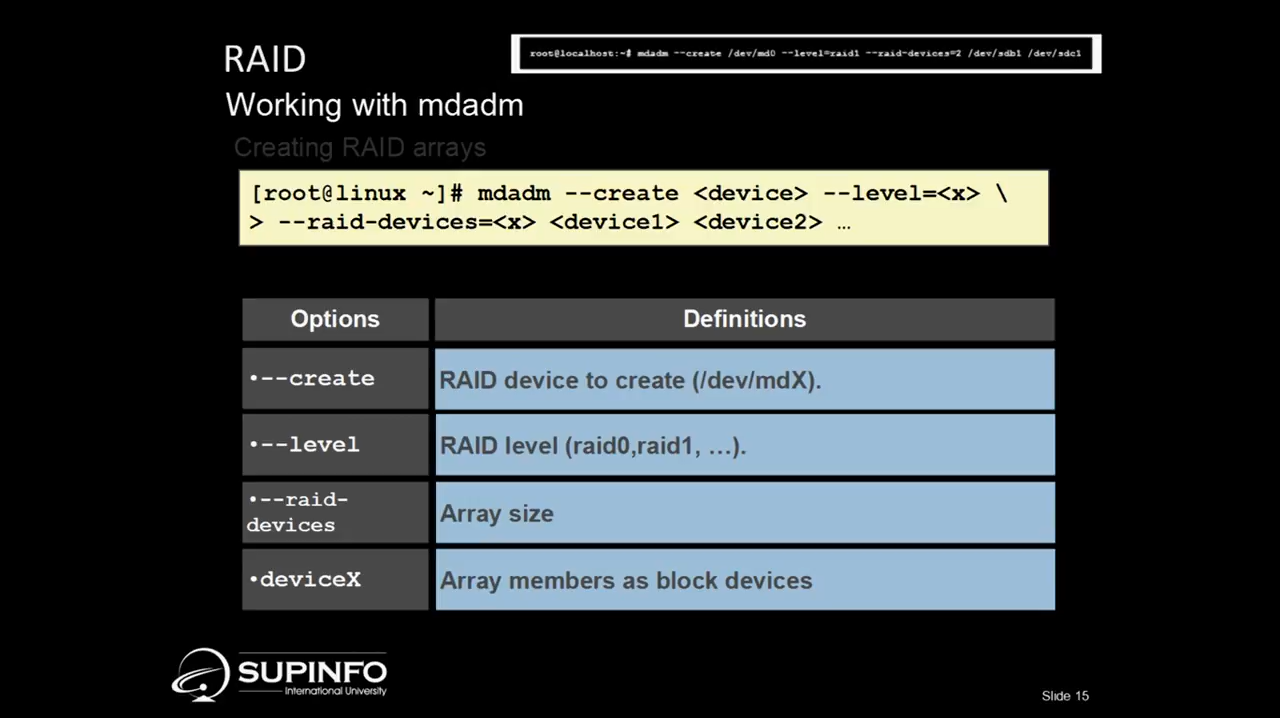 RAID
root@localhost:~# mdadm --create /dev/md0 --level=raid1 --raid-devices=2 /dev/sdb1 /dev/sdc1
Working with mdadm
Creating RAID arrays
[root@linux ~]# mdadm --create <device> --level=<x> \
> --raid-devices=<x> <device1> <device2> …
Options
Definitions
•--create
RAID device to create (/dev/mdX).
•--level
RAID level (raid0,raid1, …).
•--raid-
devices
Array size
•deviceX
Array members as block devices
SUPINFO
International University
Slide 15